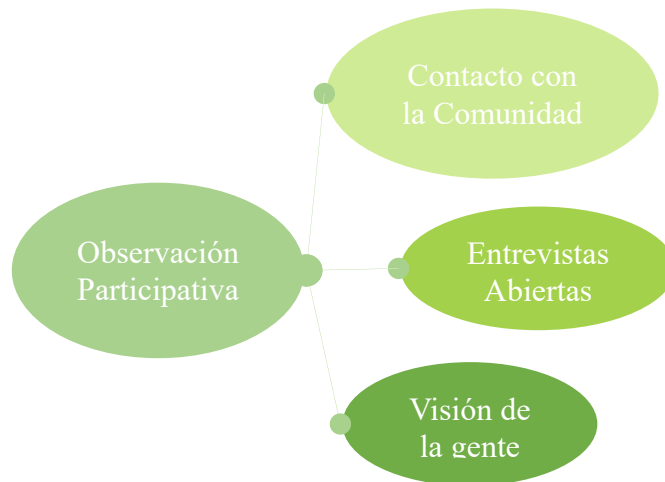 Contacto con
la Comunidad
Observación
Participativa
Entrevistas
Abiertas
Visión de
la gente